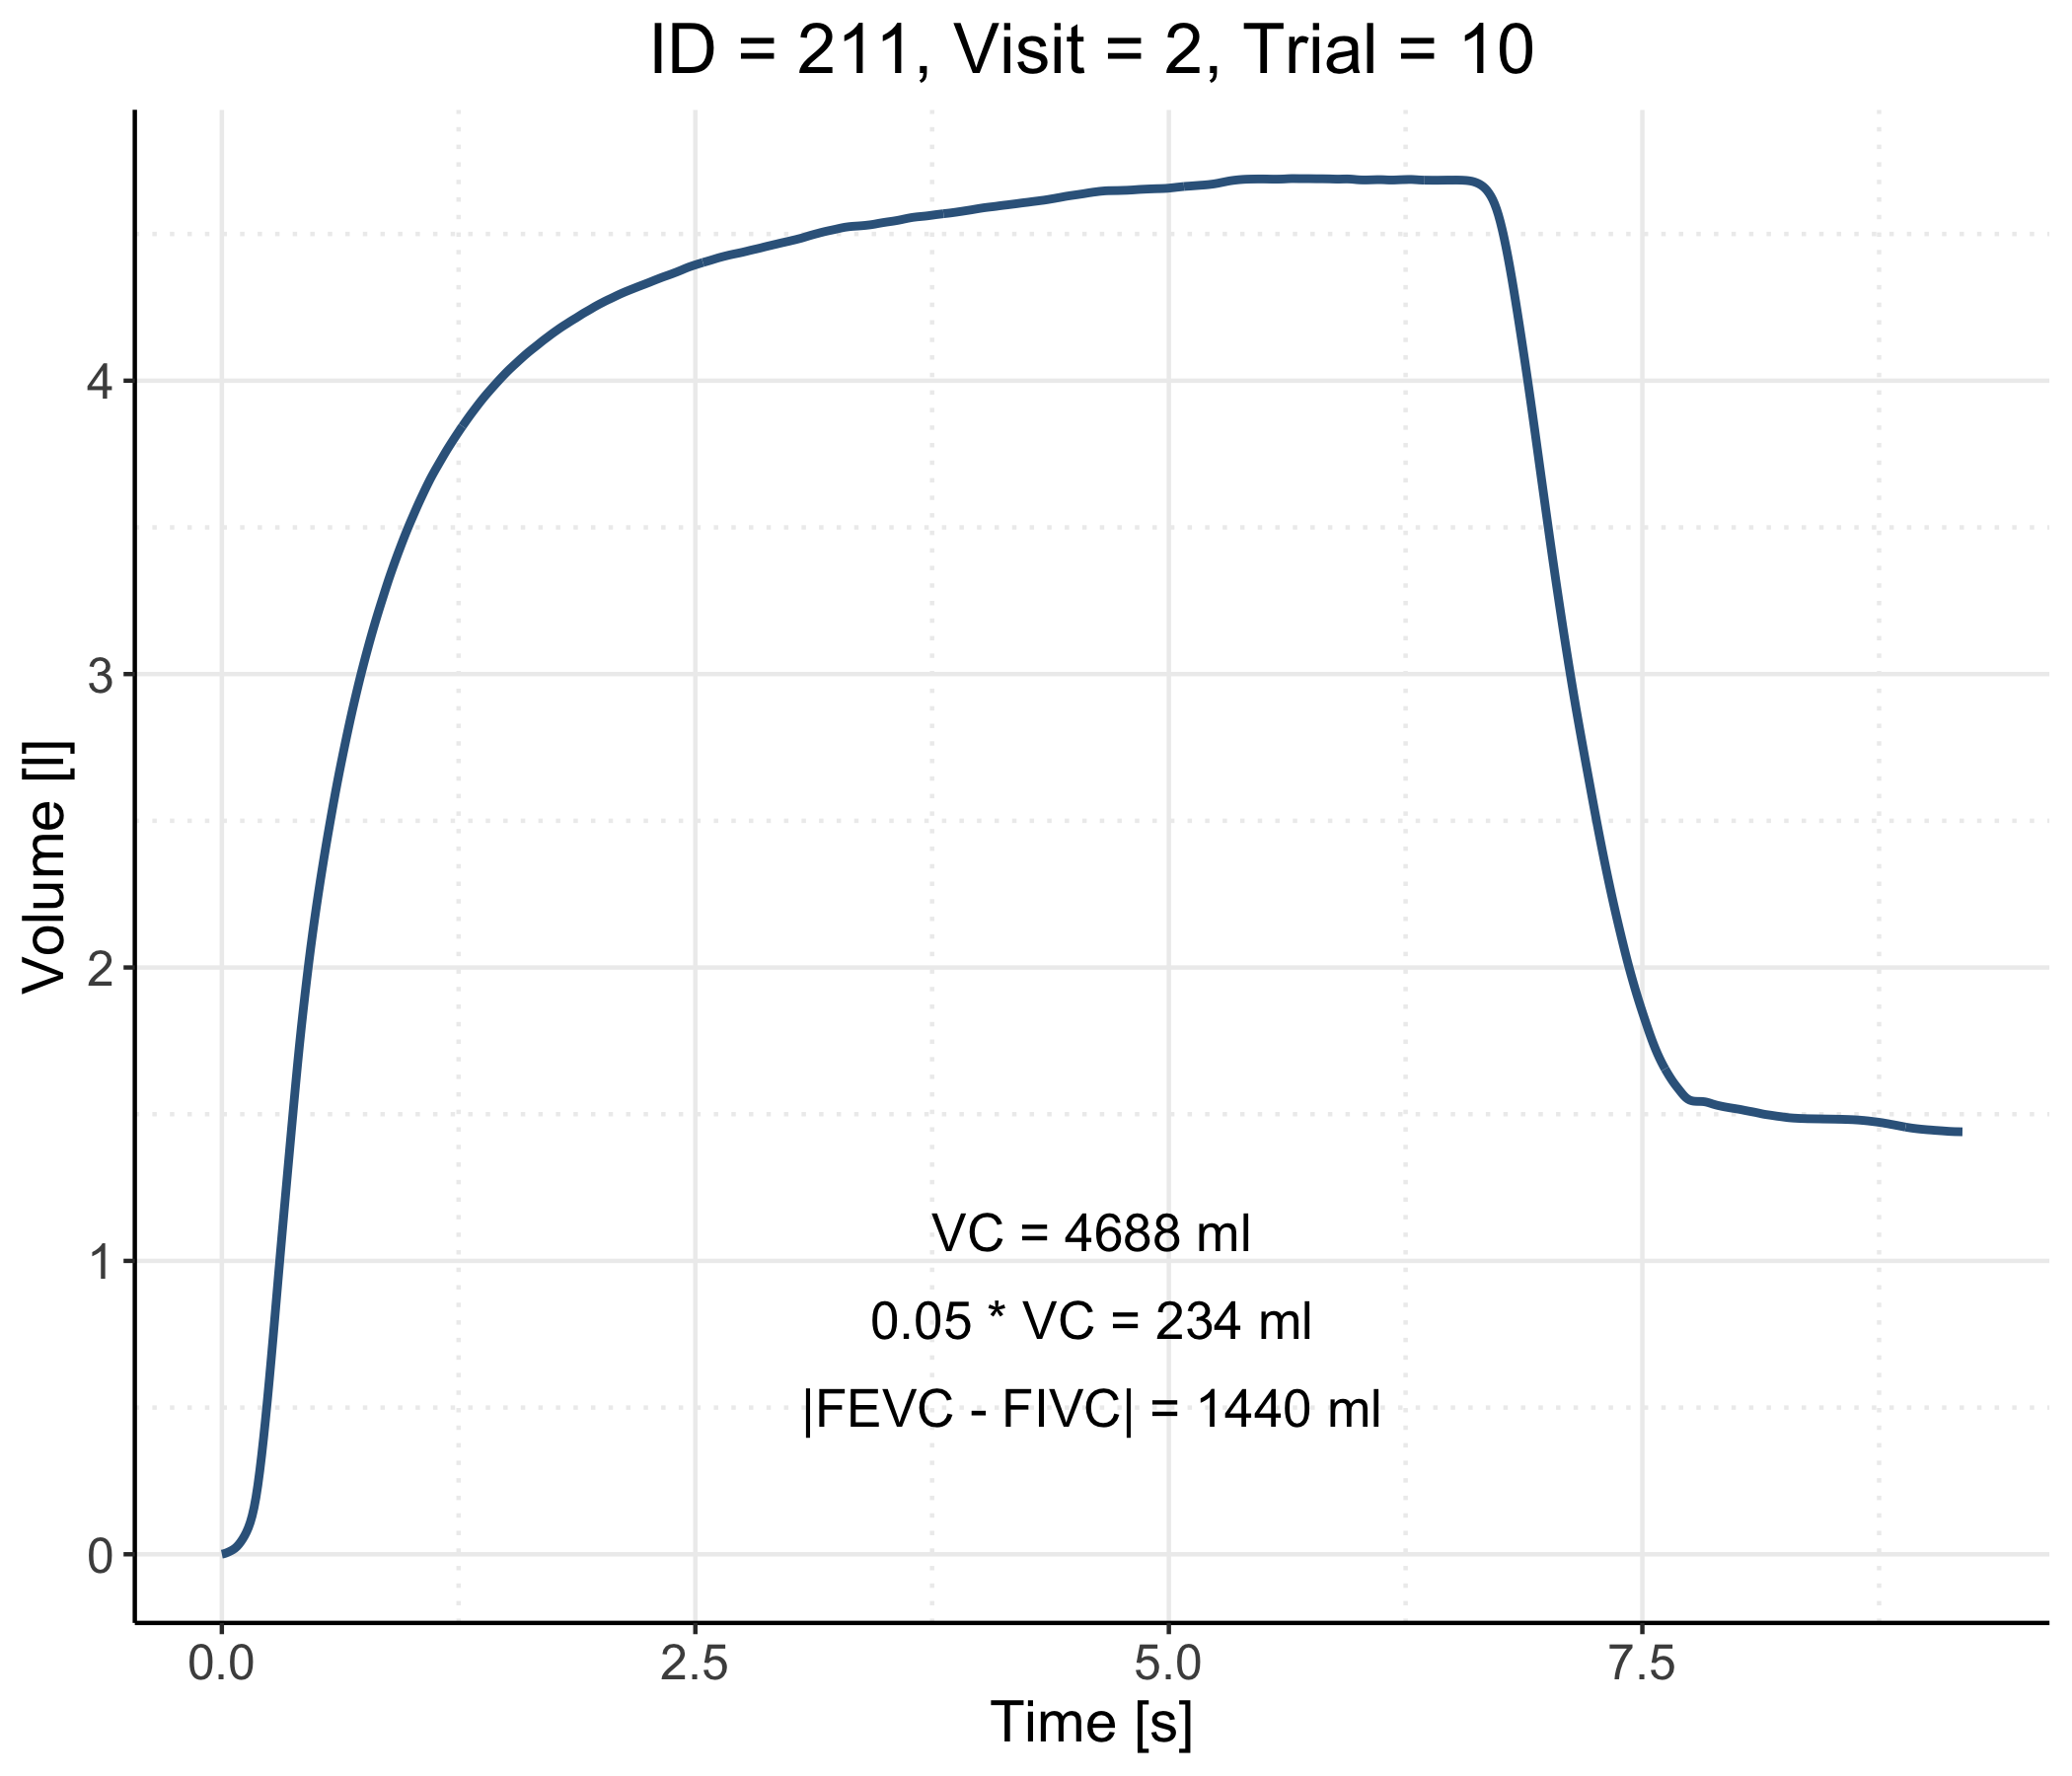 ID = 211, Visit = 2, Trial = 10
Volume [l]
4
3
2
1
0
VC = 4688 ml
0.05 * VC = 234 ml
|FEVC - FIVC| = 1440 ml
0.0 2.5 5.0 7.5
Time [s]